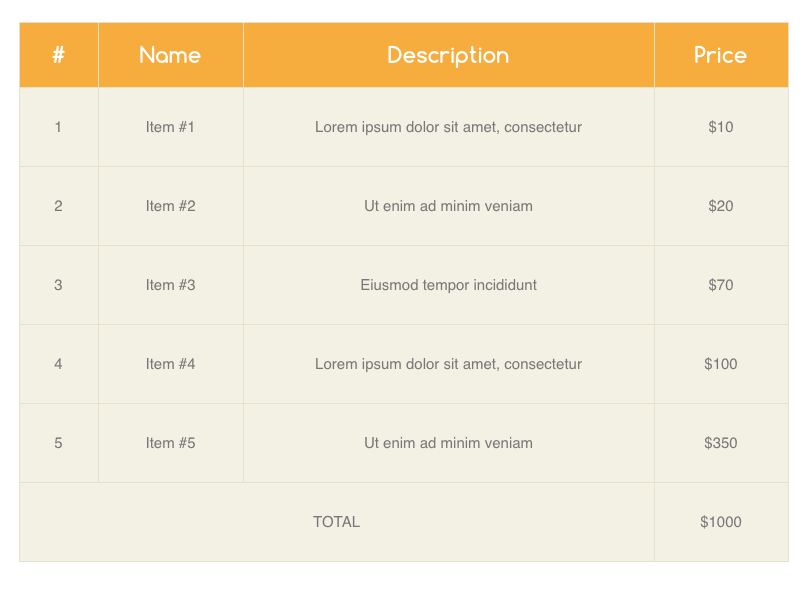 # Name Description Price
1 Item #1 Lorem ipsum dolor sit amet, consectetur $10
2 Item #2 Ut enim ad minim veniam $20
3 Item #3 Eiusmod tempor incididunt $70
4 Item #4 Lorem ipsum dolor sit amet, consectetur $100
5 Item #5 Ut enim ad minim veniam $350
TOTAL $1000